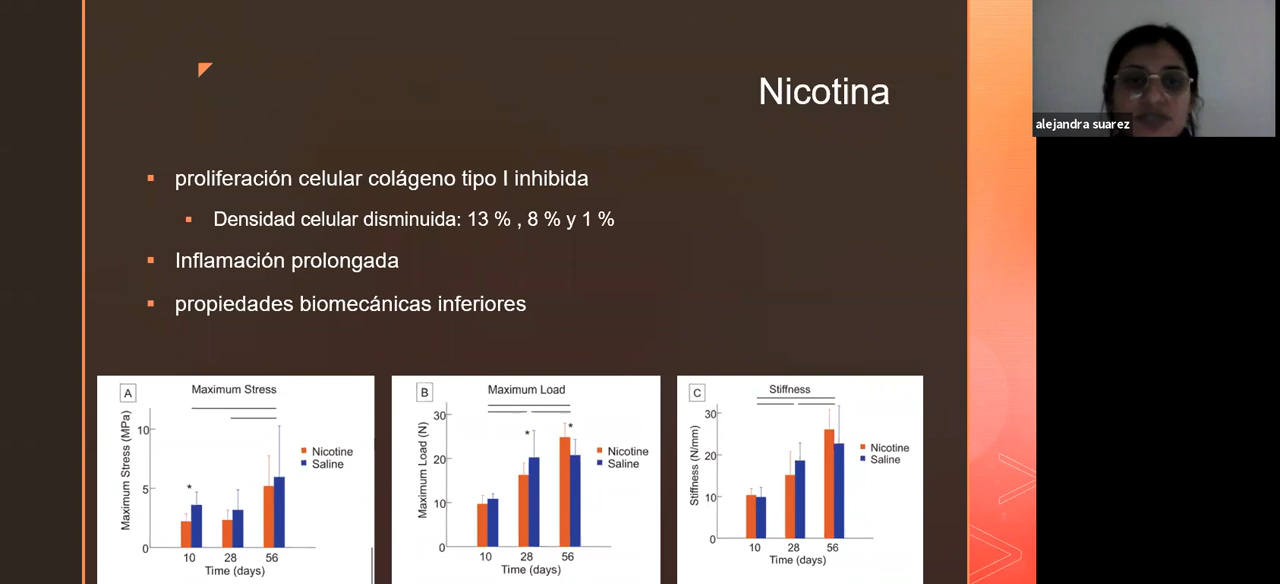 Nicotina
alejandra suarez
proliferación celular colágeno tipo I inhibida
Densidad celular disminuida: 13 % , 8 % y 1 %
Inflamación prolongada
propiedades biomecánicas inferiores
A
Maximum Stress
Maximum Stress (MPa)
10
5
0
*
Nicotine
Saline
10 28 56
Time (days)
B
Maximum Load
Maximum Load (N)
30
20
10
0
* *
Nicotine
Saline
10 28 56
Time (days)
C
Stiffness
Stiffness (N/mm)
30
20
10
0
Nicotine
Saline
10 28 56
Time (days)